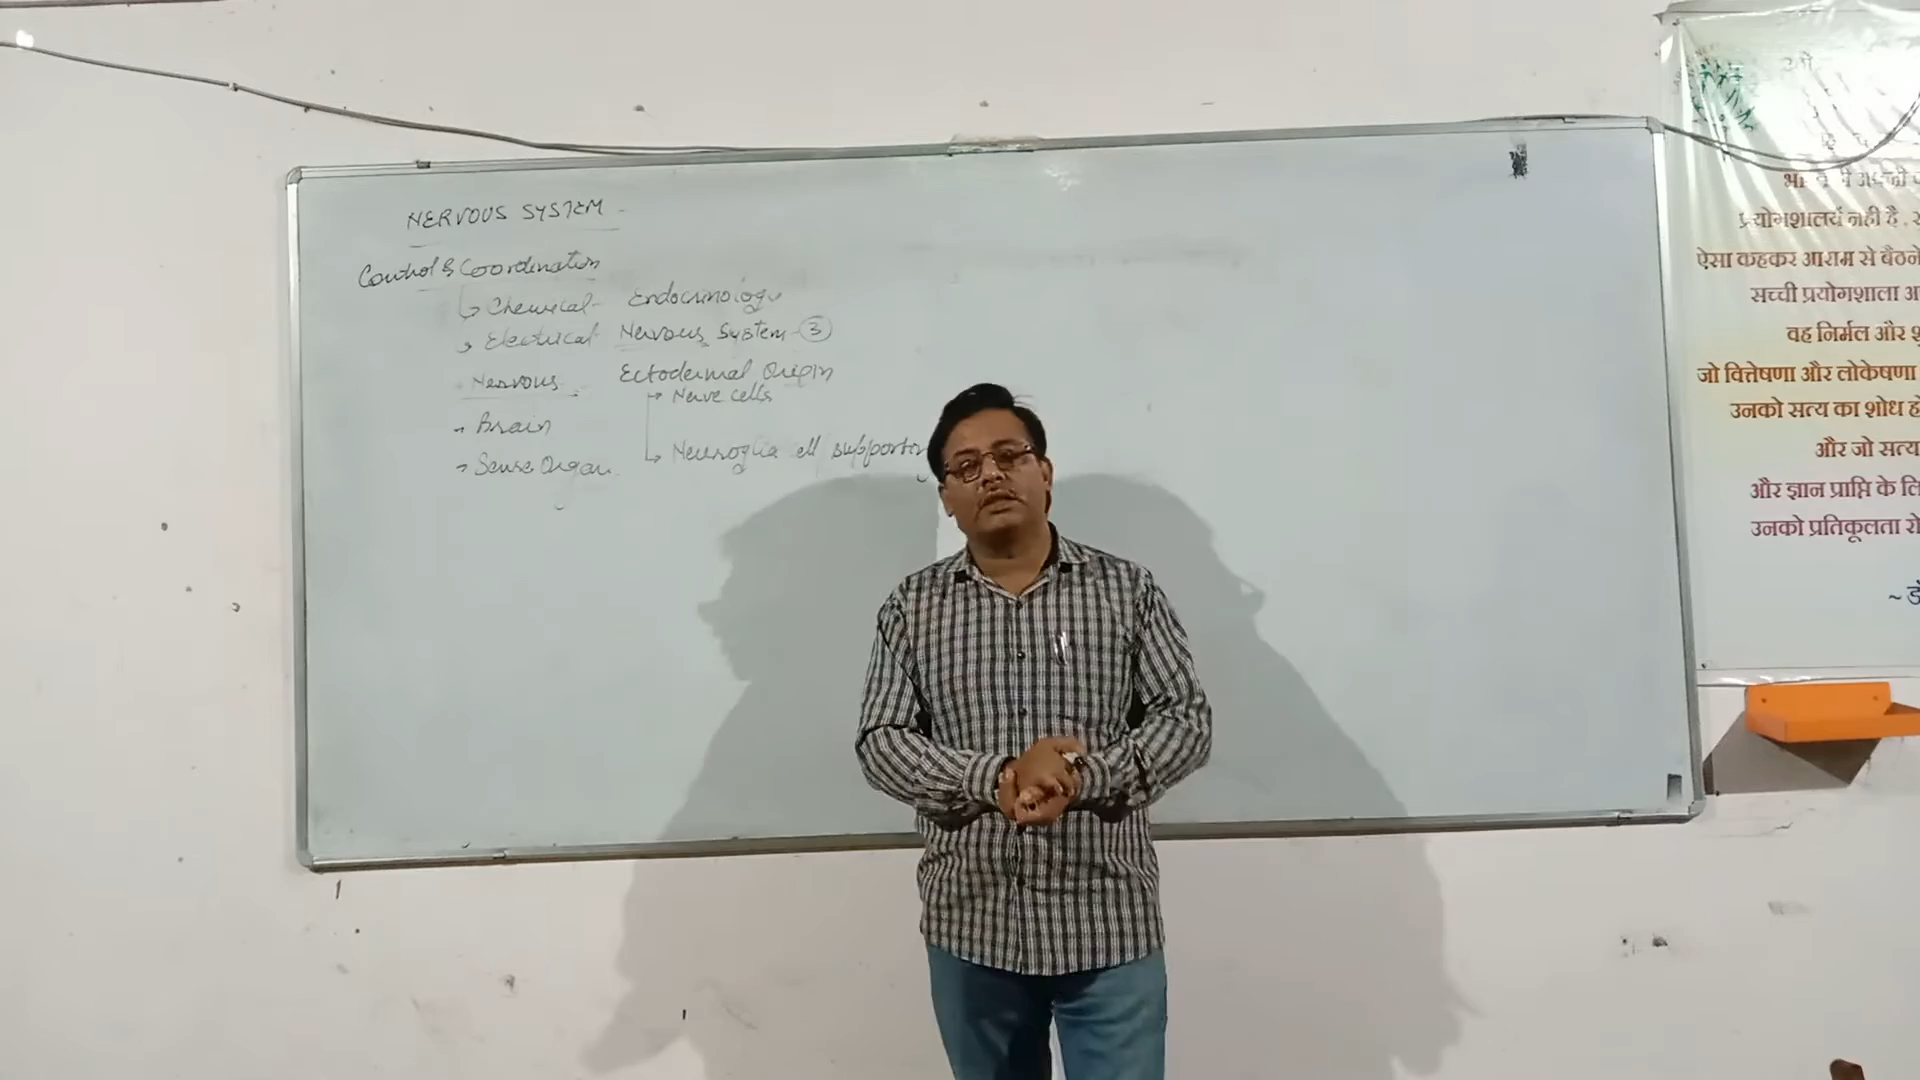 NERVOUS SYSTEM
Control & Coordination
Chemical - Endocrinology
Electrical - Nervous System - 3
Nervous Ectodermal Origin
Nerve cells
- Brain
Neuroglia cell / supportin
- Sense Organ
प्रयोगशालयें नही है ,
ऐसा कहकर आराम से बैठने
सच्ची प्रयोगशाला अ
वह निर्मल और शु
जो वित्तेषणा और लोकेषणा
उनको सत्य का शोध हो
और जो सत्य
और ज्ञान प्राप्ति के लि
उनको प्रतिकूलता रो
~ डॉ